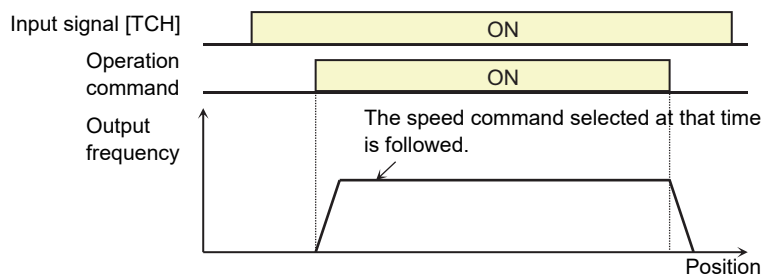 Input signal [TCH]
ON
Operation
command
ON
Output
frequency
The speed command selected at that time
is followed.
Position